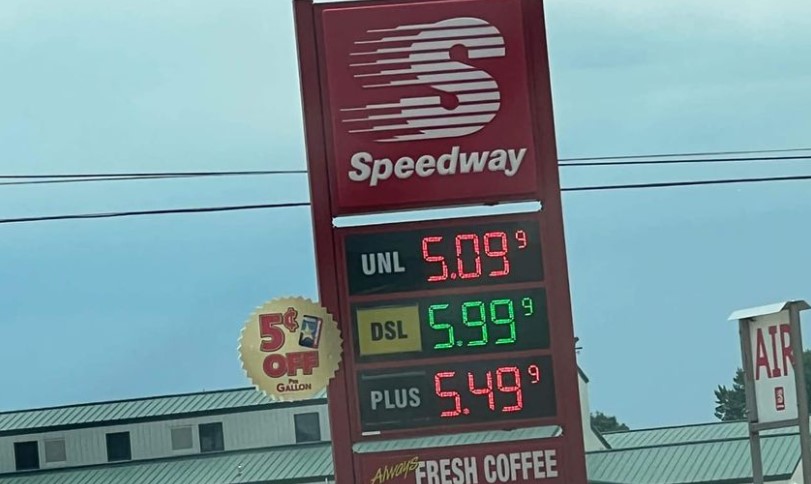 Speedway
UNL 5.09 9
DSL 5.99 9
PLUS 5.49 9
5¢
OFF
Per
GALLON
AIR
Always FRESH COFFEE